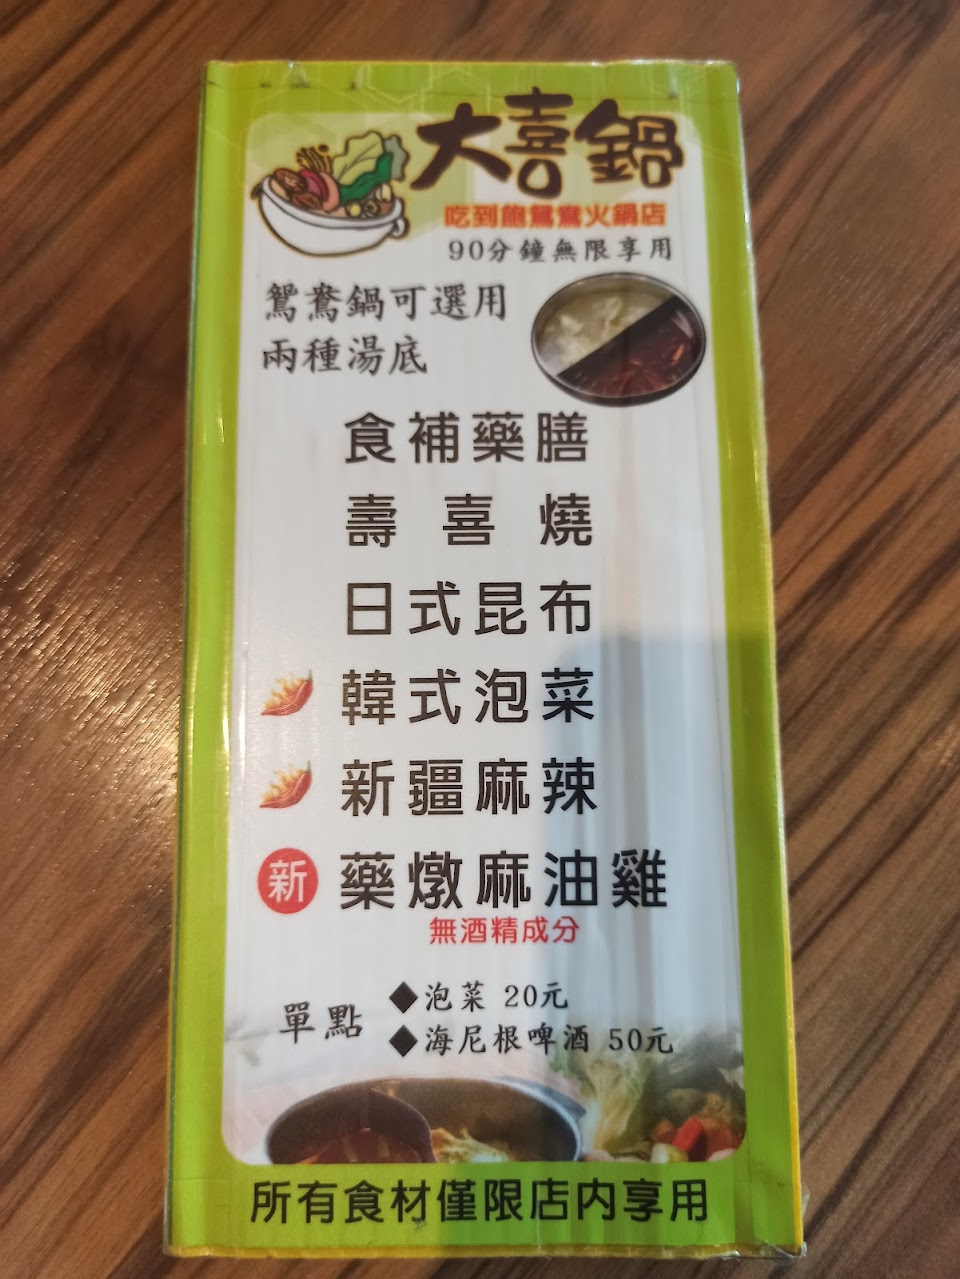 大喜鍋
吃到飽鴛鴦火鍋店
90分鐘無限享用
鴛鴦鍋可選用
兩種湯底
食補藥膳
壽喜燒
日式昆布
韓式泡菜
新疆麻辣
新 藥燉麻油雞
無酒精成分
單點
◆泡菜 20元
◆海尼根啤酒 50元
所有食材僅限店內享用